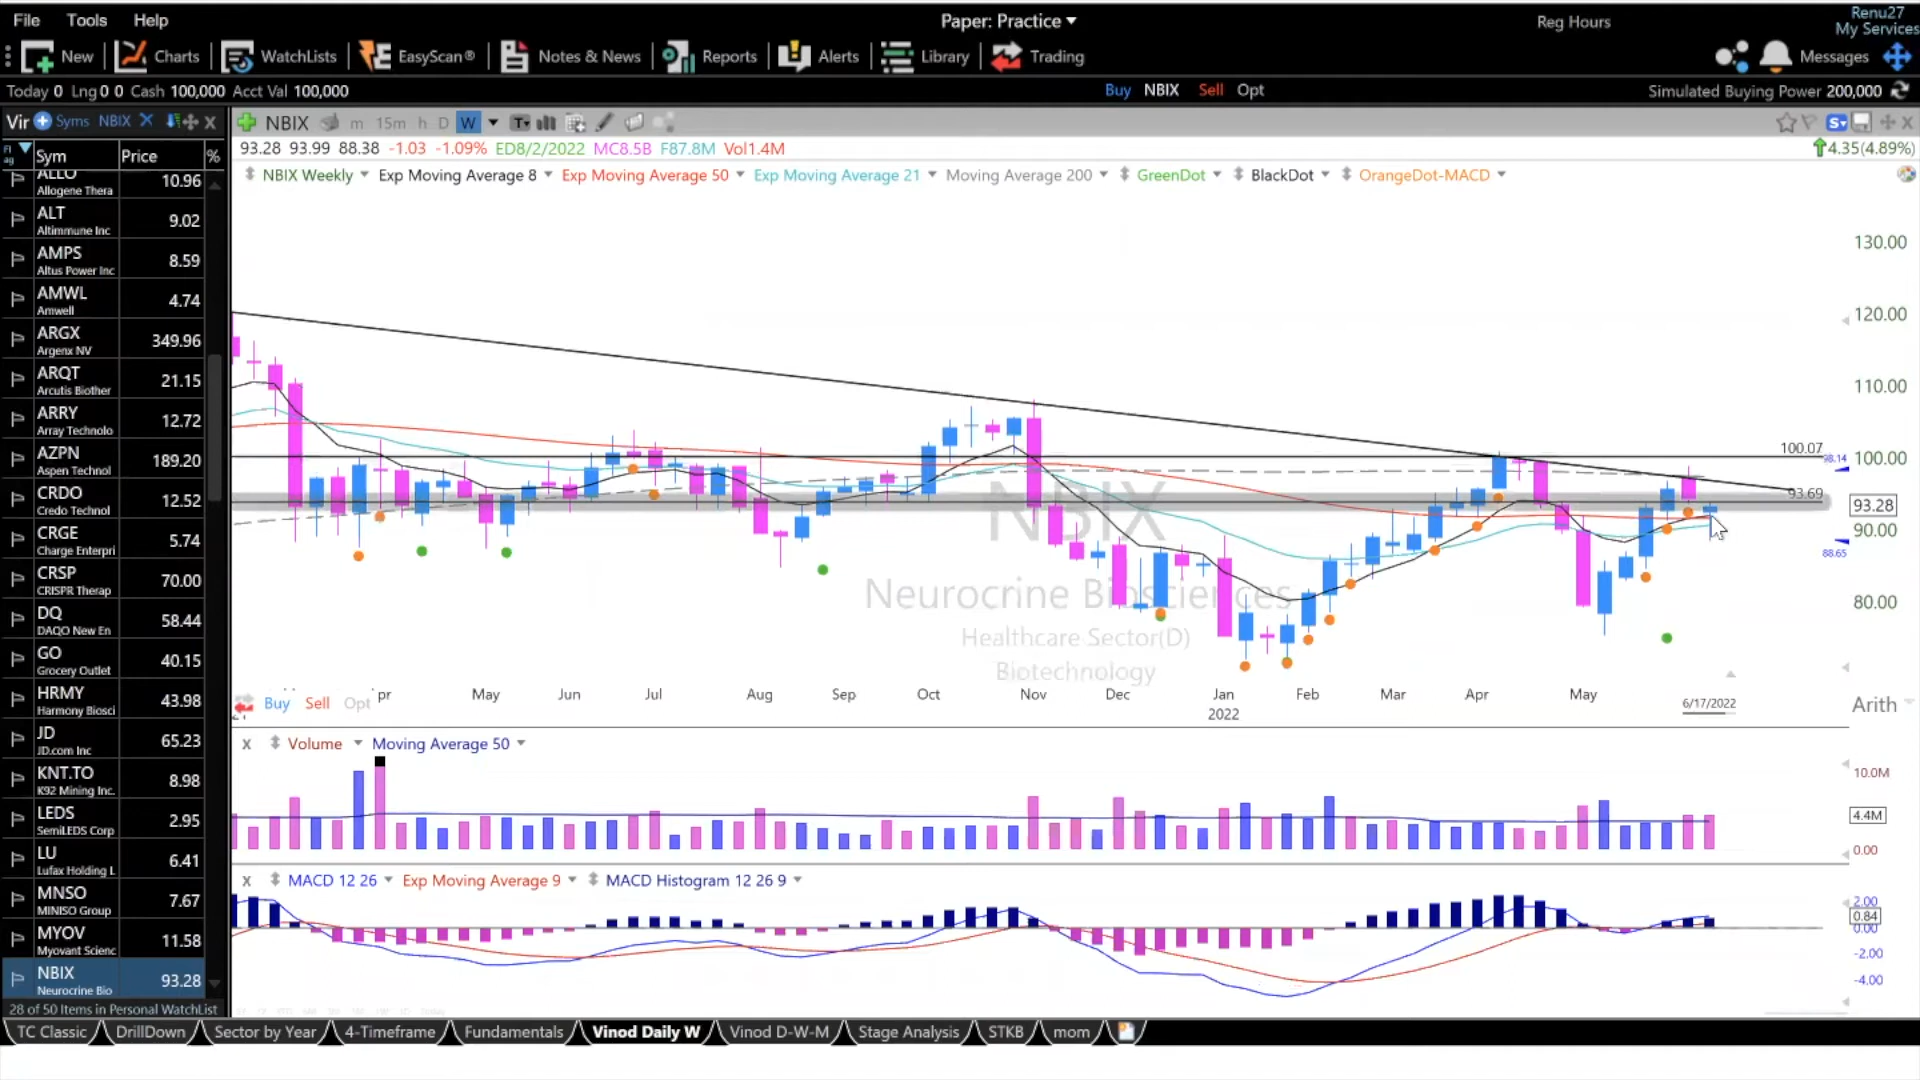 File Tools Help Paper: Practice Reg Hours Renu27
My Services
New Charts WatchLists EasyScan® Notes & News Reports Alerts Library Trading Messages
Today 0 Lng 0 0 Cash 100,000 Acct Val 100,000 Buy NBIX Sell Opt Simulated Buying Power 200,000
Vir Syms NBIX X
NBIX m 15m h D W
93.28 93.99 88.38 -1.03 -1.09% ED8/2/2022 MC8.5B F87.8M Vol1.4M 4.35(4.89%)
Flag Sym Price %
NBIX Weekly Exp Moving Average 8 Exp Moving Average 50 Exp Moving Average 21 Moving Average 200 GreenDot BlackDot OrangeDot-MACD
ALLO 10.96
Allogene Thera
ALT 9.02
Altimmune Inc
AMPS 8.59
Altus Power Inc
AMWL 4.74
Amwell
ARGX 349.96
Argenx NV
ARQT 21.15
Arcutis Biother
ARRY 12.72
Array Technolo
AZPN 189.20
Aspen Technol
CRDO 12.52
Credo Technol
CRGE 5.74
Charge Enterpri
CRSP 70.00
CRISPR Therap
DQ 58.44
DAQO New En
GO 40.15
Grocery Outlet
HRMY 43.98
Harmony Biosci
JD 65.23
JD.com Inc
KNT.TO 8.98
K92 Mining Inc.
LEDS 2.95
SemiLEDS Corp
LU 6.41
Lufax Holding L
MNSO 7.67
MINISO Group
MYOV 11.58
Myovant Scienc
NBIX 93.28
Neurocrine Bio
28 of 50 Items in Personal WatchList
130.00
120.00
110.00
100.07
98.14
100.00
93.69
93.28
90.00
88.65
80.00
NBIX
Neurocrine Biosciences
Healthcare Sector(D)
Biotechnology
pr May Jun Jul Aug Sep Oct Nov Dec Jan Feb Mar Apr May
2022 6/17/2022
Buy Sell Opt Arith
X Volume Moving Average 50
10.0M
4.4M
0.00
X MACD 12 26 Exp Moving Average 9 MACD Histogram 12 26 9
2.00
0.84
0.00
-2.00
-4.00
TC Classic DrillDown Sector by Year 4-Timeframe Fundamentals Vinod Daily W Vinod D-W-M Stage Analysis STKB mom